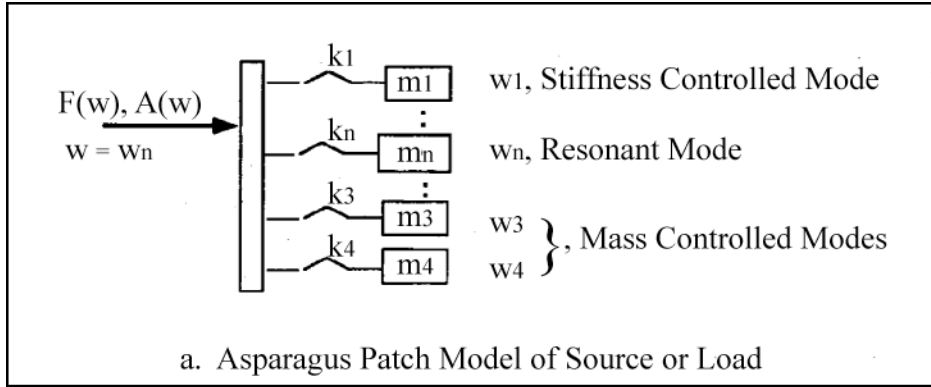 k1
m1
w1, Stiffness Controlled Mode
F(w), A(w)
w = wn
kn
mn
wn, Resonant Mode
k3
m3
w3
}, Mass Controlled Modes
k4
m4
w4
a. Asparagus Patch Model of Source or Load